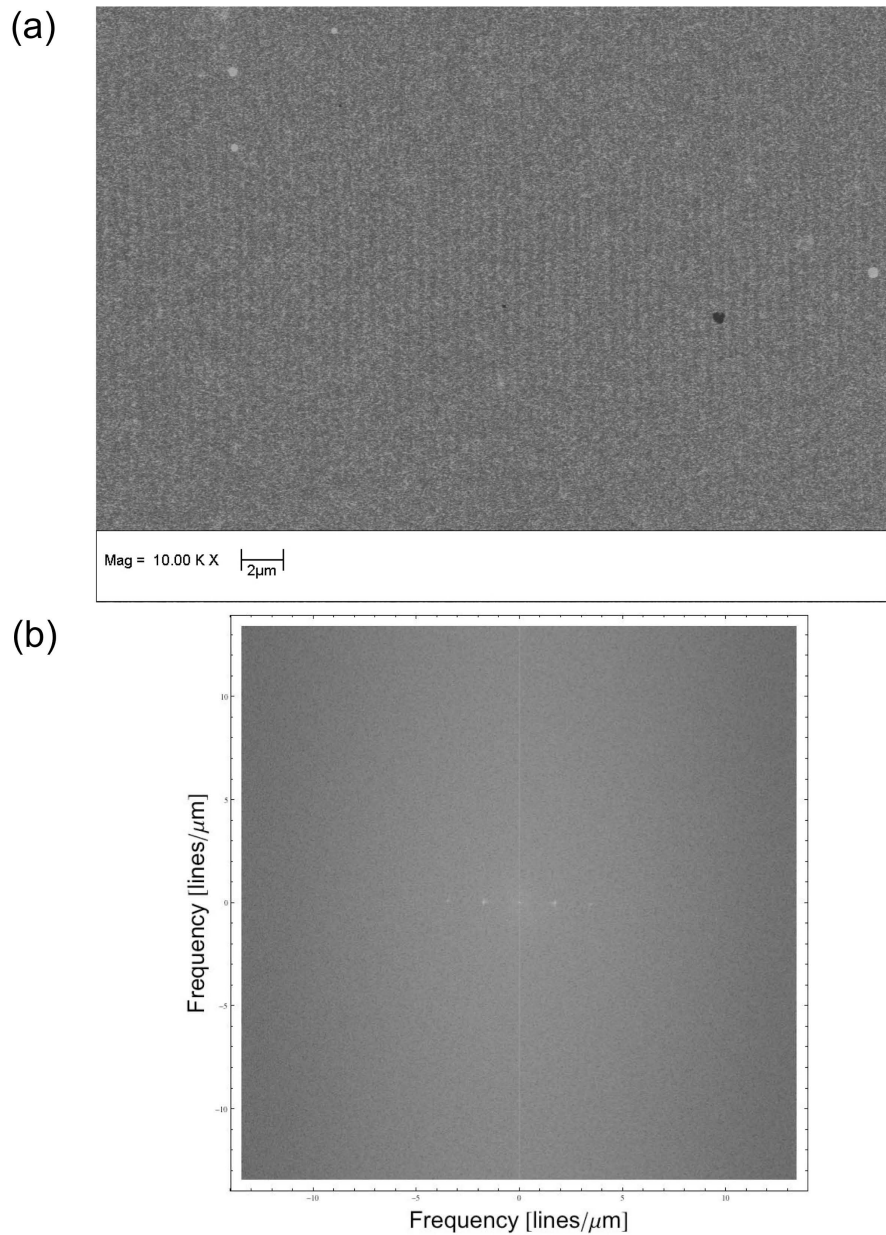 (a)
Mag = 10.00 K X
2µm
(b)
Frequency [lines/µm]
10
5
0
−5
−10
−10
−5
0
5
10
Frequency [lines/µm]